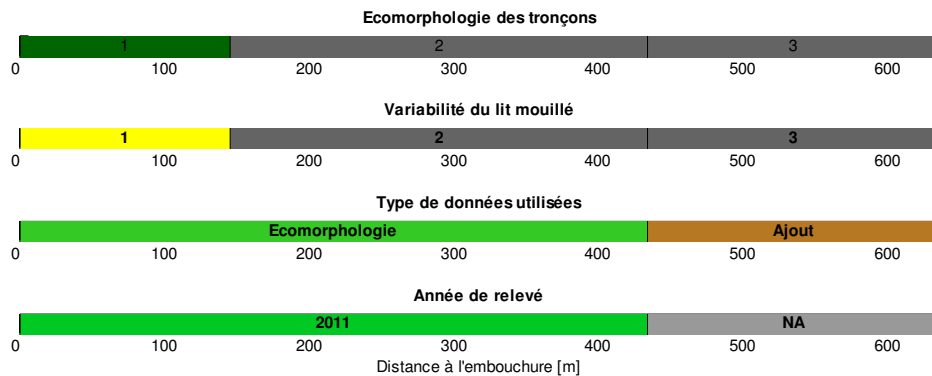 Ecomorphologie des tronçons
1 2 3
0 100 200 300 400 500 600
Variabilité du lit mouillé
1 2 3
0 100 200 300 400 500 600
Type de données utilisées
Ecomorphologie Ajout
0 100 200 300 400 500 600
Année de relevé
2011 NA
0 100 200 300 400 500 600
Distance à l'embouchure [m]